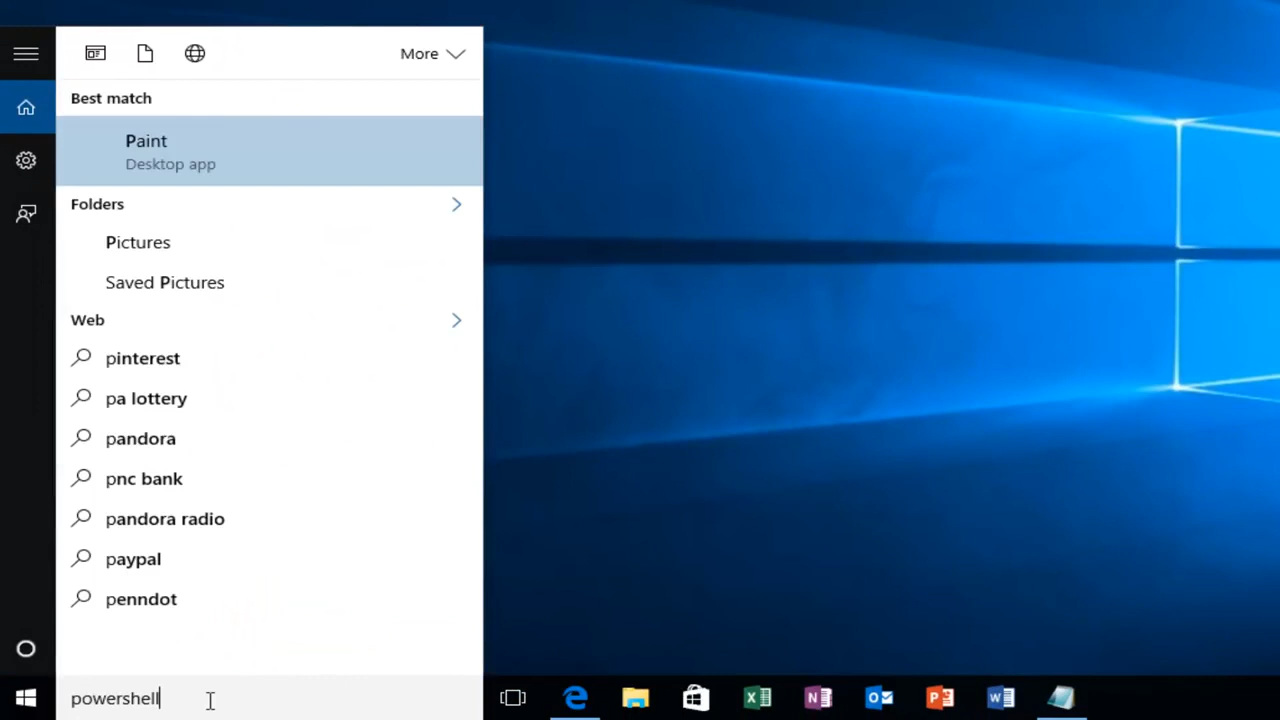 More
Best match
Paint
Desktop app
Folders
Pictures
Saved Pictures
Web
pinterest
pa lottery
pandora
pnc bank
pandora radio
paypal
penndot
powershell